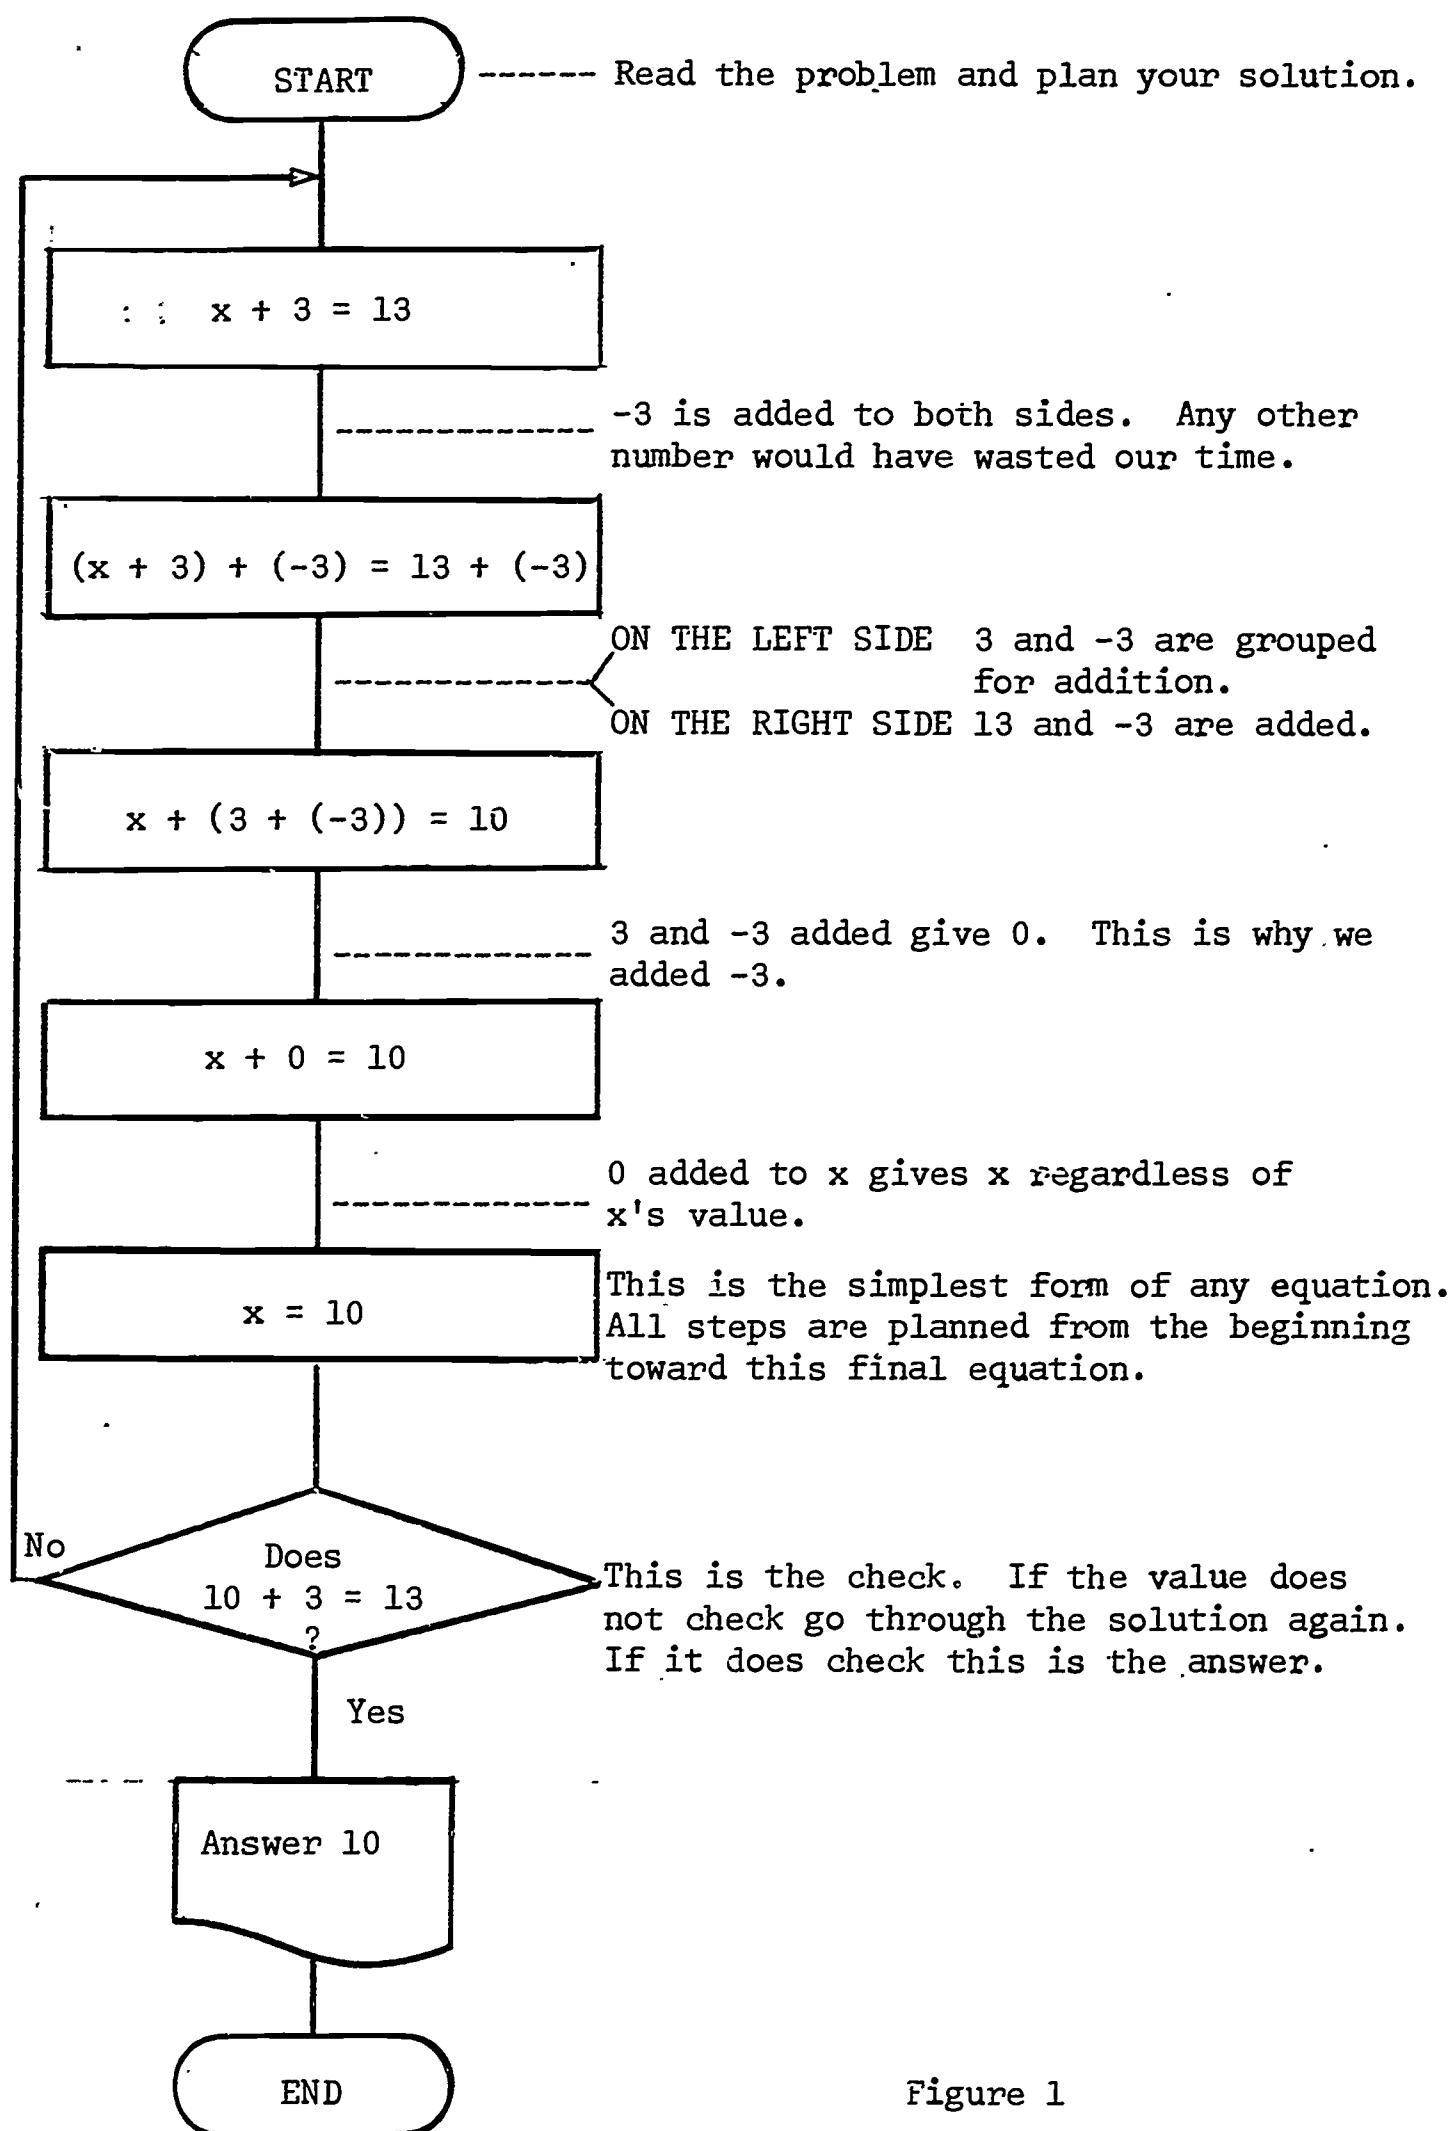 START ------ Read the problem and plan your solution.
x + 3 = 13
-3 is added to both sides. Any other
number would have wasted our time.
(x + 3) + (-3) = 13 + (-3)
ON THE LEFT SIDE 3 and -3 are grouped
for addition.
ON THE RIGHT SIDE 13 and -3 are added.
x + (3 + (-3)) = 10
3 and -3 added give 0. This is why we
added -3.
x + 0 = 10
0 added to x gives x regardless of
x's value.
x = 10
This is the simplest form of any equation.
All steps are planned from the beginning
toward this final equation.
No
Does
10 + 3 = 13
?
This is the check. If the value does
not check go through the solution again.
If it does check this is the answer.
Yes
Answer 10
END
Figure 1